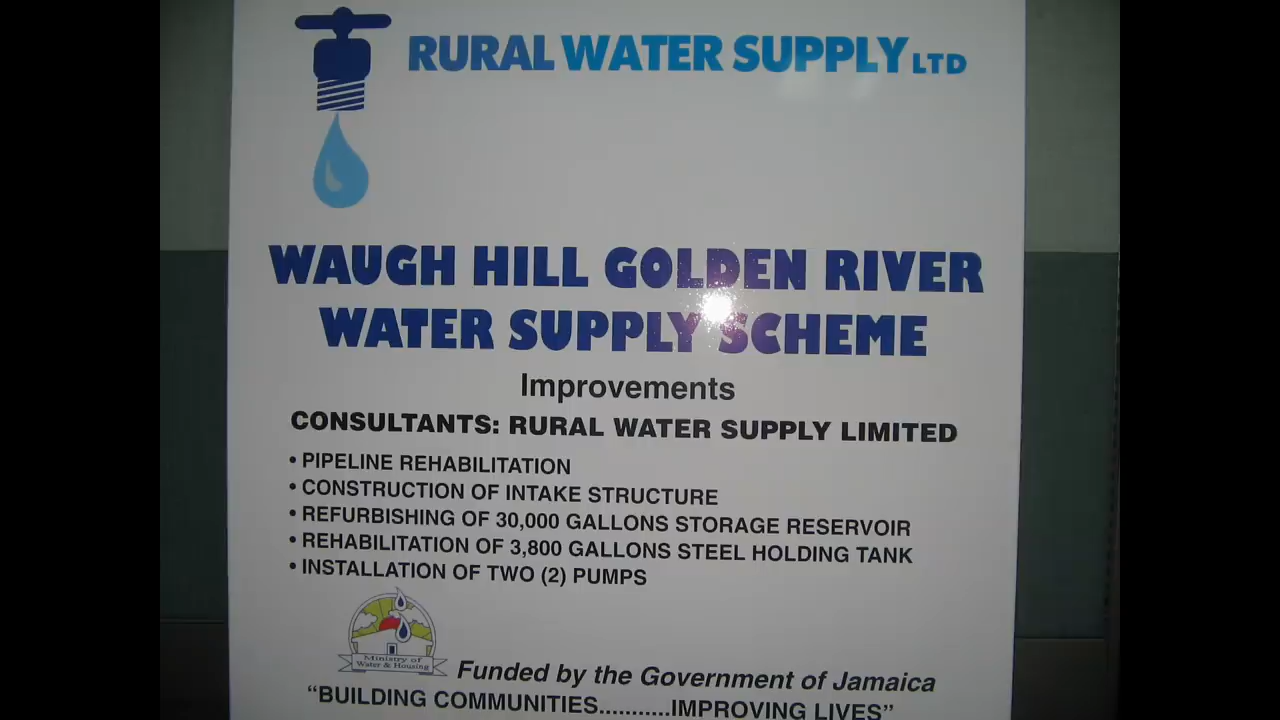 RURAL WATER SUPPLY LTD
WAUGH HILL GOLDEN RIVER
WATER SUPPLY SCHEME
Improvements
CONSULTANTS: RURAL WATER SUPPLY LIMITED
• PIPELINE REHABILITATION
• CONSTRUCTION OF INTAKE STRUCTURE
• REFURBISHING OF 30,000 GALLONS STORAGE RESERVOIR
• REHABILITATION OF 3,800 GALLONS STEEL HOLDING TANK
• INSTALLATION OF TWO (2) PUMPS
Ministry of
Water & Housing
Funded by the Government of Jamaica
“BUILDING COMMUNITIES...........IMPROVING LIVES”